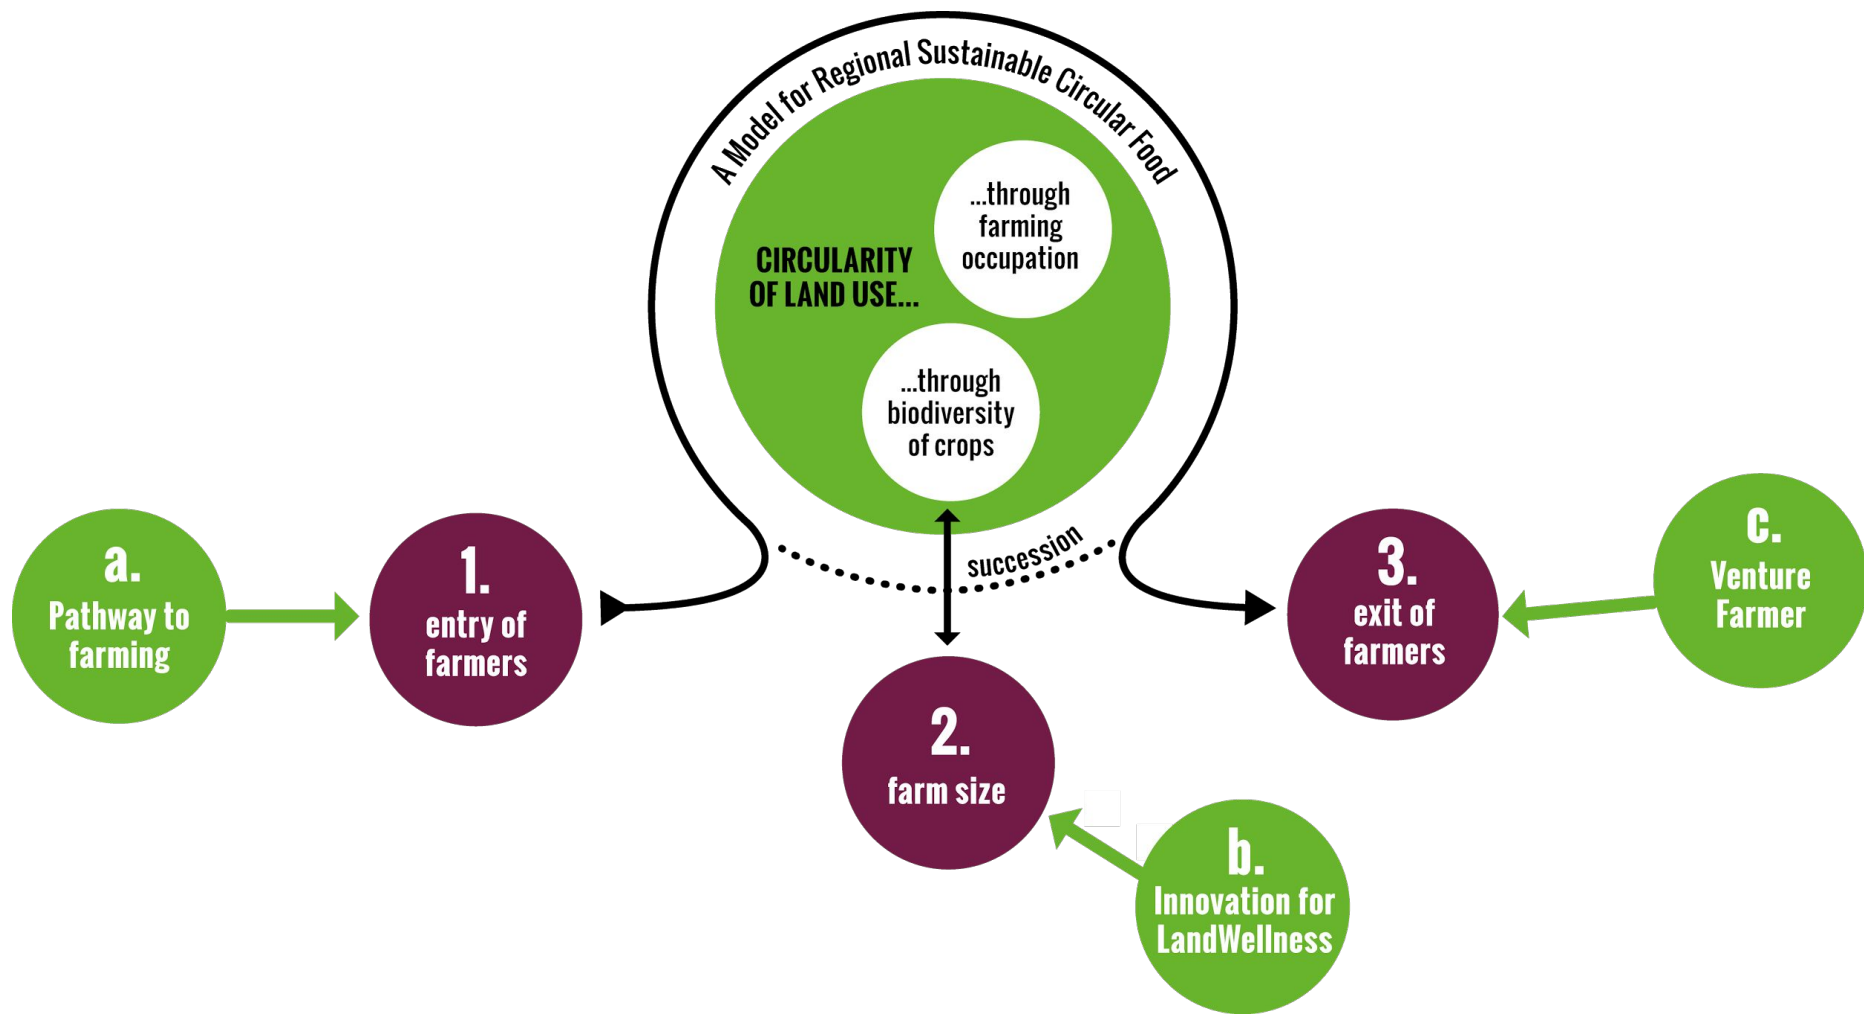 A Model for Regional Sustainable Circular Food
...through
farming
occupation
CIRCULARITY
OF LAND USE...
...through
biodiversity
of crops
succession
a.
Pathway to
farming
1.
entry of
farmers
2.
farm size
3.
exit of
farmers
c.
Venture
Farmer
b.
Innovation for
LandWellness